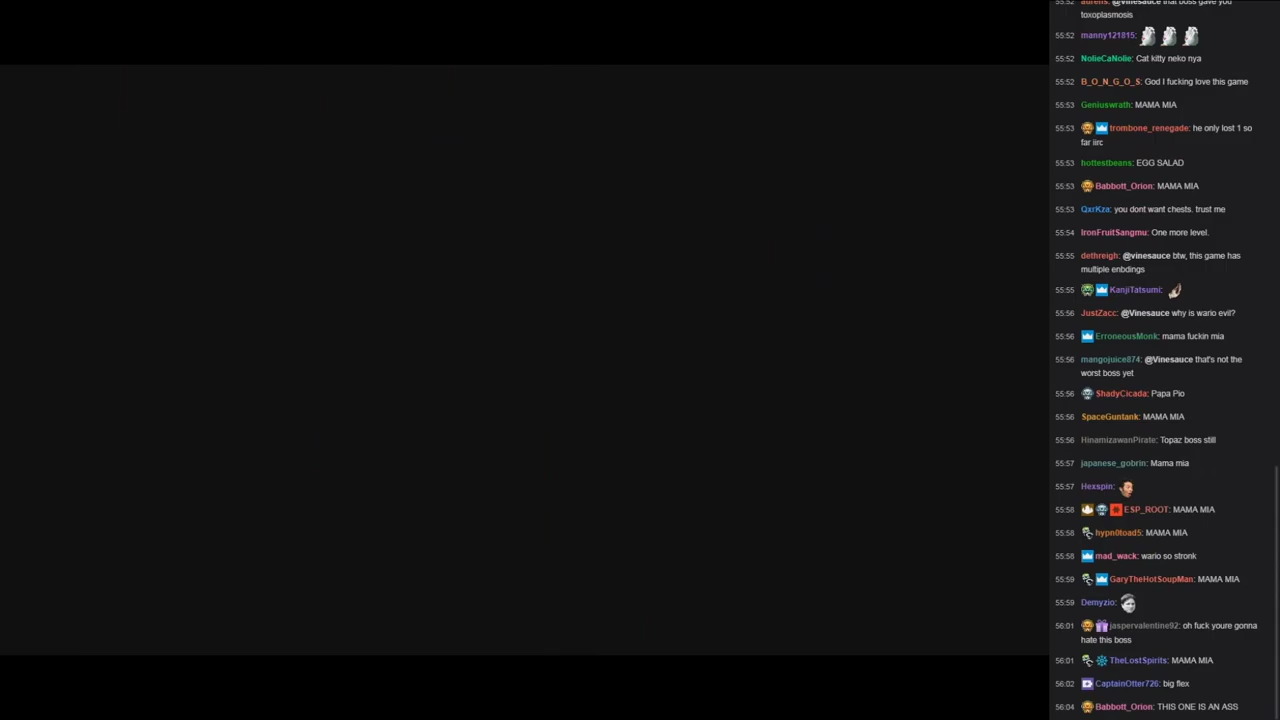 55:52 aurens: @Vinesauce that boss gave you
toxoplasmosis
55:52 manny121815:
55:52 NolieCaNolie: Cat kitty neko nya
55:52 B_O_N_G_O_S: God I fucking love this game
55:53 Geniuswrath: MAMA MIA
55:53 trombone_renegade: he only lost 1 so
far iirc
55:53 hottestbeans: EGG SALAD
55:53 Babbott_Orion: MAMA MIA
55:53 QxrKza: you dont want chests. trust me
55:54 IronFruitSangmu: One more level.
55:55 dethreigh: @vinesauce btw, this game has
multiple enbdings
55:55 KanjiTatsumi:
55:56 JustZacc: @Vinesauce why is wario evil?
55:56 ErroneousMonk: mama fuckin mia
55:56 mangojuice874: @Vinesauce that's not the
worst boss yet
55:56 ShadyCicada: Papa Pio
55:56 SpaceGuntank: MAMA MIA
55:56 HinamizawanPirate: Topaz boss still
55:57 japanese_gobrin: Mama mia
55:57 Hexspin:
55:58 ESP_ROOT: MAMA MIA
55:58 hypn0toad5: MAMA MIA
55:58 mad_wack: wario so stronk
55:59 GaryTheHotSoupMan: MAMA MIA
55:59 Demyzio:
56:01 jaspervalentine92: oh fuck youre gonna
hate this boss
56:01 TheLostSpirits: MAMA MIA
56:02 CaptainOtter726: big flex
56:04 Babbott_Orion: THIS ONE IS AN ASS